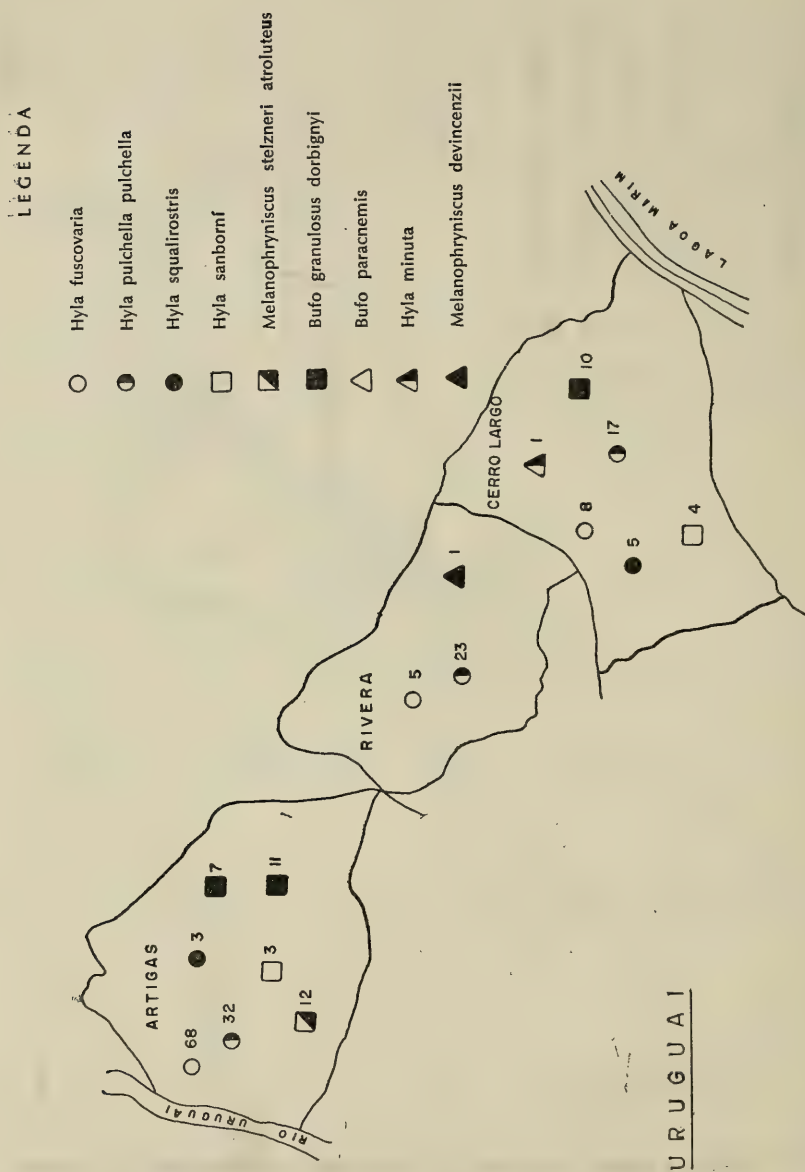 LEGENDA
Hyla fuscovaria
Hyla pulchella pulchella
Hyla squalirostris
Hyla sanborní
Melanophryniscus stelzneri atroluteus
Bufo granulosus dorbignyi
Bufo paracnemis
Hyla minuta
Melanophryniscus devincenzii
ARTIGAS
68
32
3
3
12
7
11
RIO URUGUAI
RIVERA
5
23
1
CERRO LARGO
1
8
5
10
17
4
LAGOA MARIM
URUGUAI